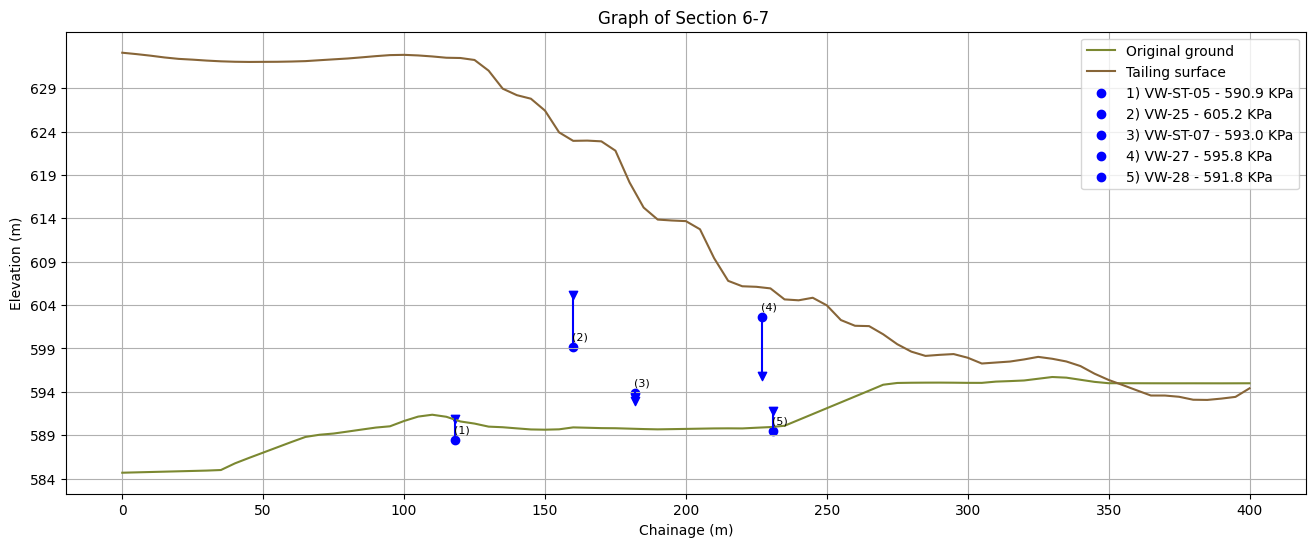 Graph of Section 6-7
Original ground
Tailing surface
1) VW-ST-05 - 590.9 KPa
2) VW-25 - 605.2 KPa
3) VW-ST-07 - 593.0 KPa
4) VW-27 - 595.8 KPa
5) VW-28 - 591.8 KPa
Elevation (m)
629
624
619
614
609
604
599
594
589
584
(1)
(2)
(3)
(4)
(5)
0 50 100 150 200 250 300 350 400
Chainage (m)